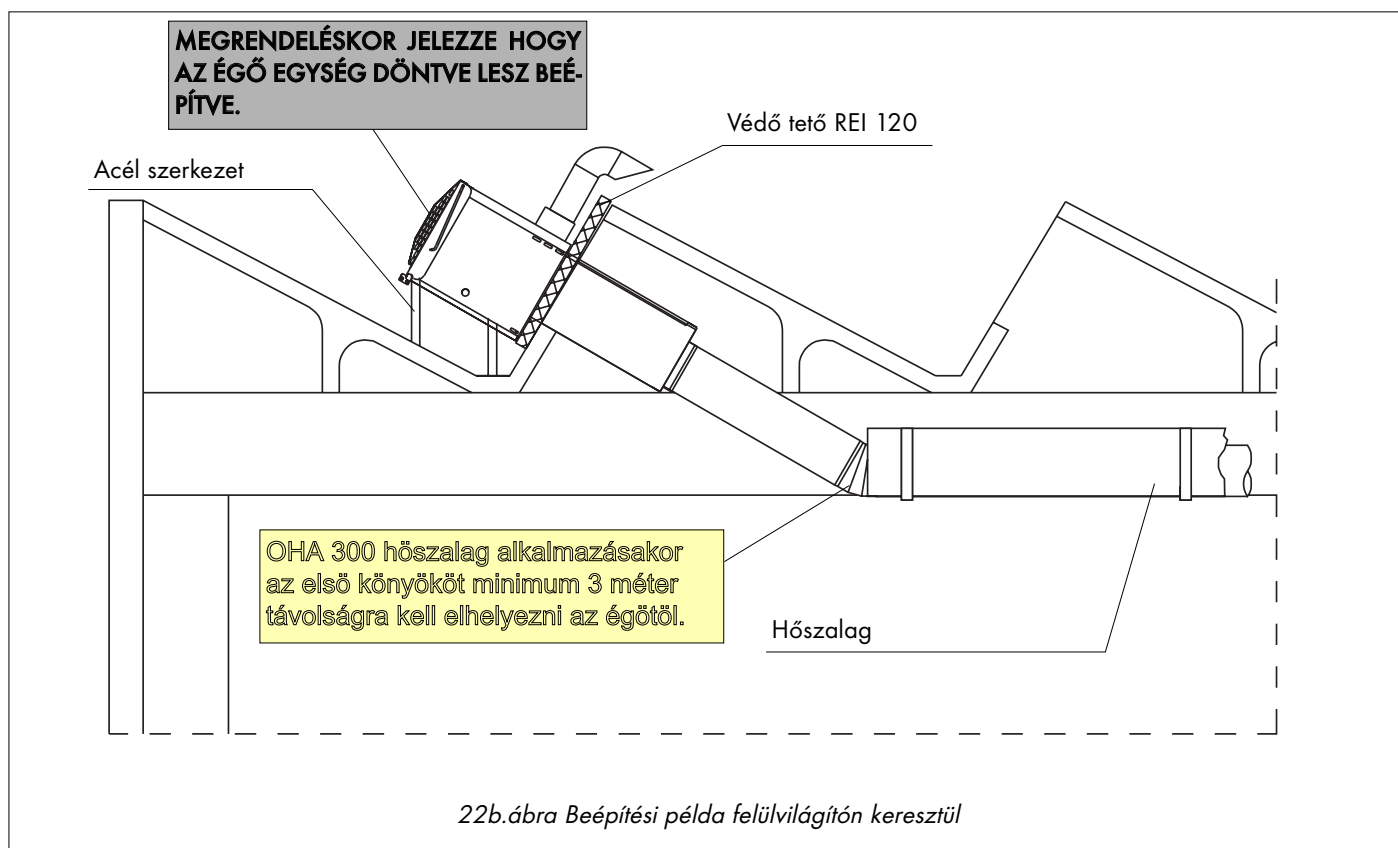 MEGRENDELÉSKOR JELEZZE HOGY
AZ ÉGŐ EGYSÉG DÖNTVE LESZ BEÉ-
PÍTVE.
Védő tető REI 120
Acél szerkezet
OHA 300 höszalag alkalmazásakor
az elsö könyököt minimum 3 méter
távolságra kell elhelyezni az égötöl.
Hőszalag
22b.ábra Beépítési példa felülvilágítón keresztül